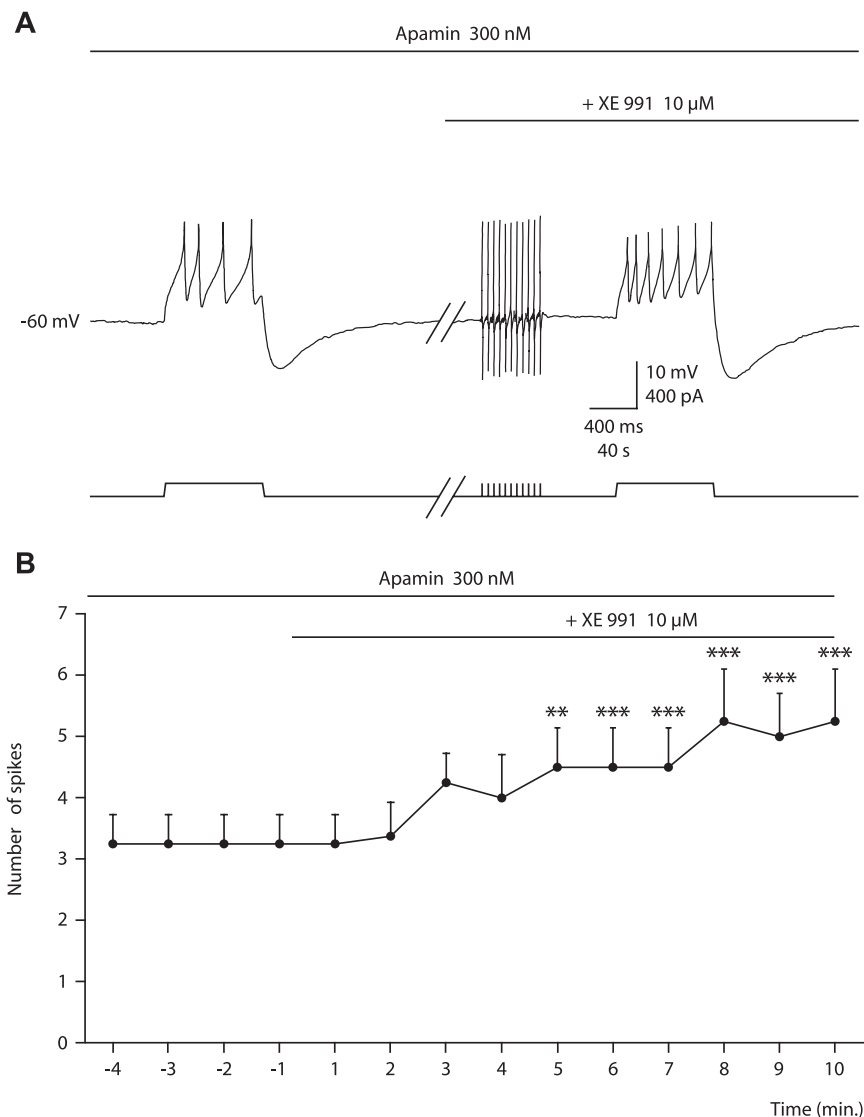 A
Apamin 300 nM
+ XE 991 10 µM
-60 mV
10 mV
400 pA
400 ms
40 s
B
Apamin 300 nM
+ XE 991 10 µM
7
6
5
4
3
2
1
0
Number of spikes
** *** *** *** *** ***
-4 -3 -2 -1 1 2 3 4 5 6 7 8 9 10
Time (min.)